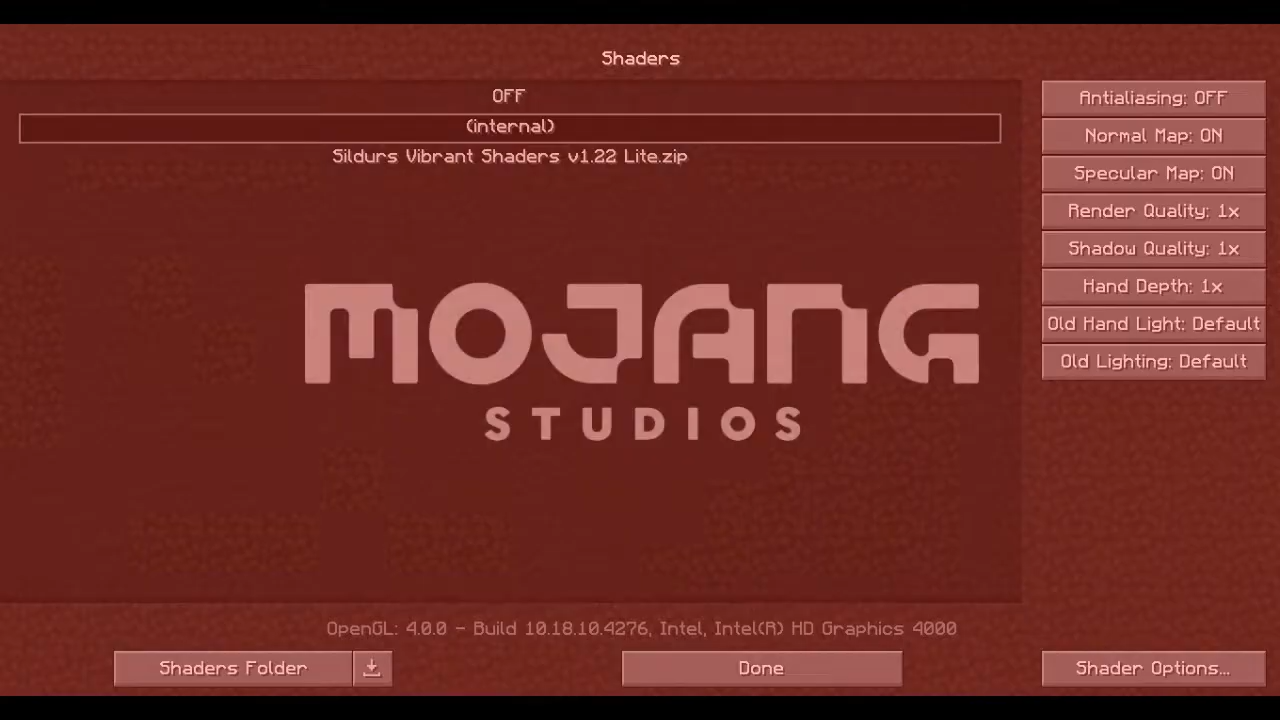 Shaders
OFF
(internal)
Sildurs Vibrant Shaders v1.22 Lite.zip
Antialiasing: OFF
Normal Map: ON
Specular Map: ON
Render Quality: 1x
Shadow Quality: 1x
Hand Depth: 1x
Old Hand Light: Default
Old Lighting: Default
MOJANG
STUDIOS
OpenGL: 4.0.0 - Build 10.18.10.4276, Intel, Intel(R) HD Graphics 4000
Shaders Folder
Done
Shader Options...